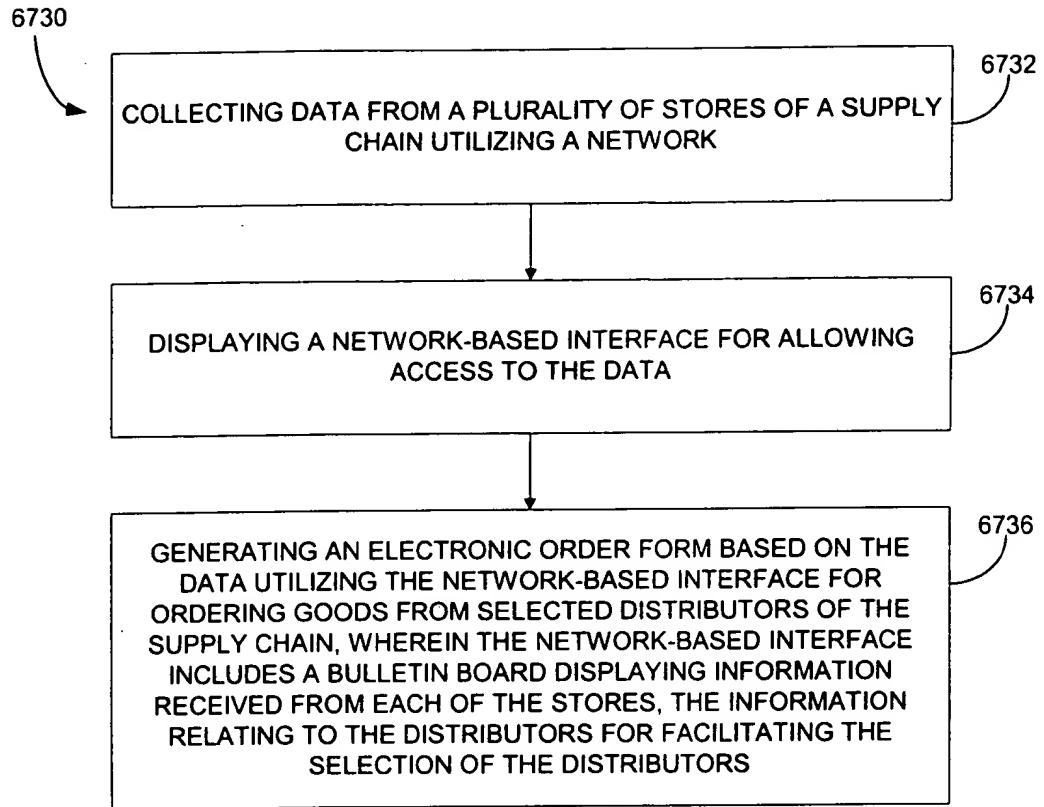 6730
6732
COLLECTING DATA FROM A PLURALITY OF STORES OF A SUPPLY
CHAIN UTILIZING A NETWORK
6734
DISPLAYING A NETWORK-BASED INTERFACE FOR ALLOWING
ACCESS TO THE DATA
6736
GENERATING AN ELECTRONIC ORDER FORM BASED ON THE
DATA UTILIZING THE NETWORK-BASED INTERFACE FOR
ORDERING GOODS FROM SELECTED DISTRIBUTORS OF THE
SUPPLY CHAIN, WHEREIN THE NETWORK-BASED INTERFACE
INCLUDES A BULLETIN BOARD DISPLAYING INFORMATION
RECEIVED FROM EACH OF THE STORES, THE INFORMATION
RELATING TO THE DISTRIBUTORS FOR FACILITATING THE
SELECTION OF THE DISTRIBUTORS